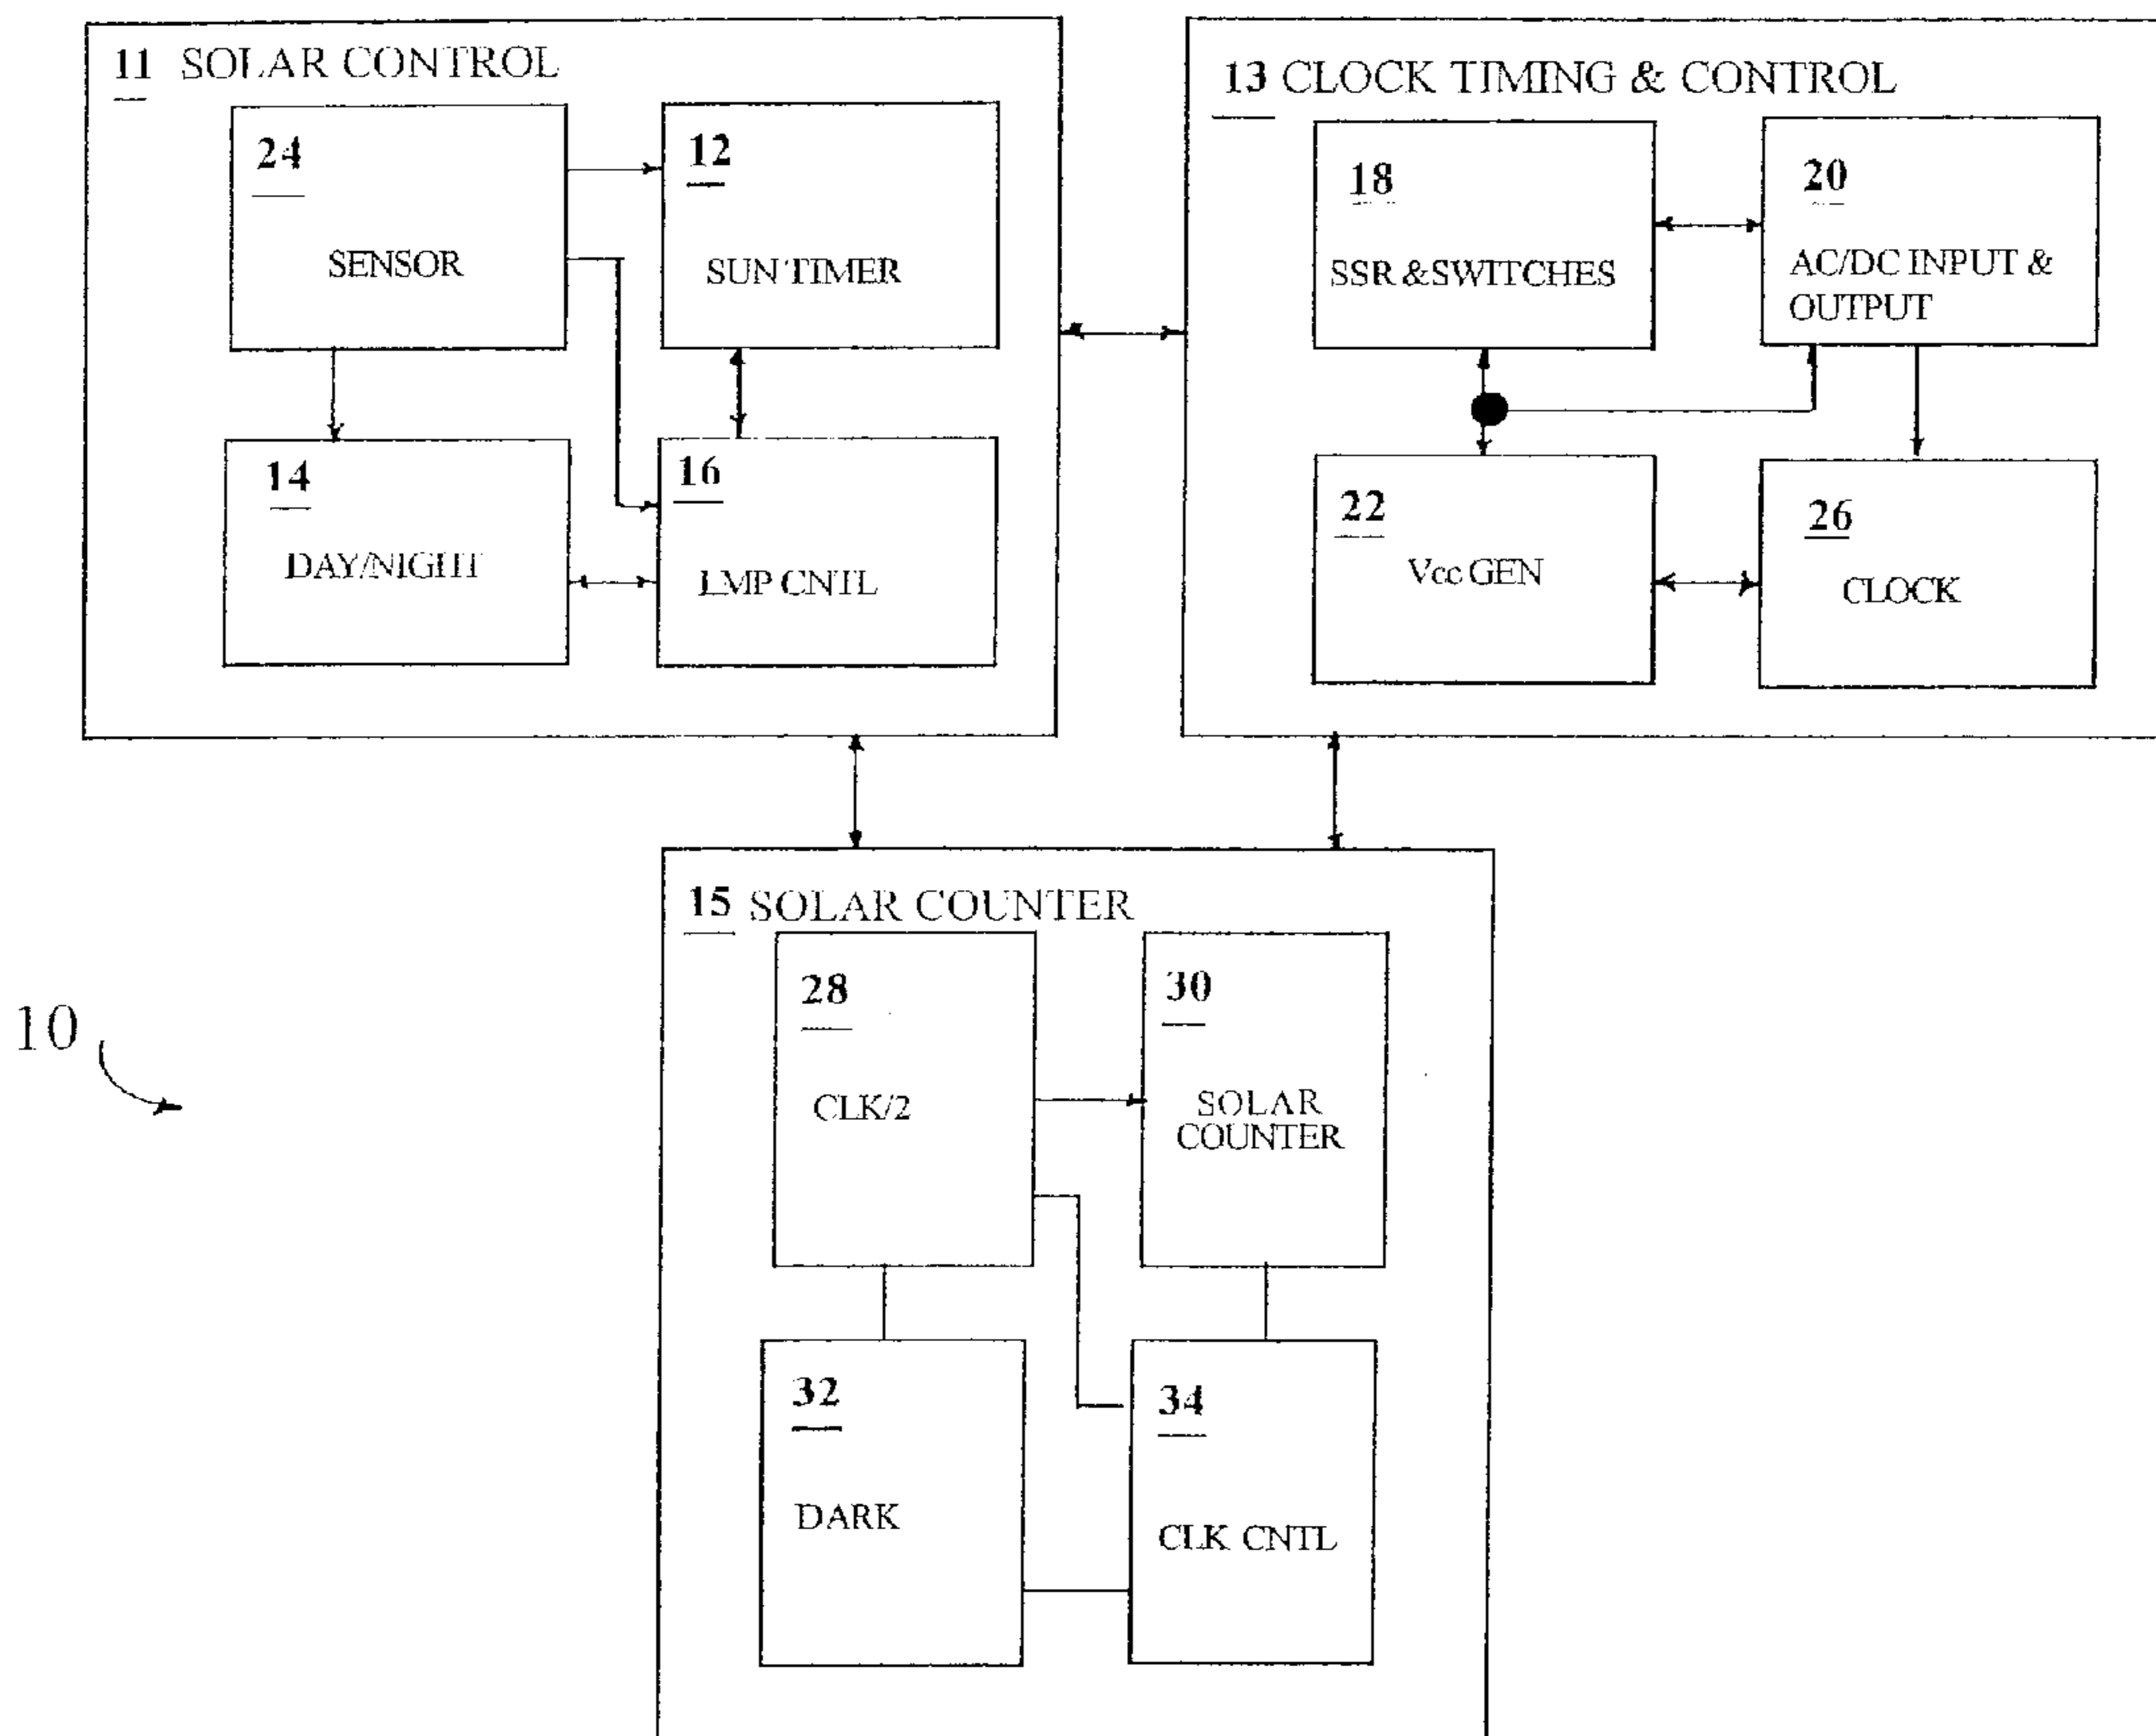 11 SOLAR CONTROL
24
SENSOR
12
SUN TIMER
14
DAY/NIGHT
16
LMP CNTL
13 CLOCK TIMING & CONTROL
18
SSR & SWITCHES
20
AC/DC INPUT &
OUTPUT
22
Vcc GEN
26
CLOCK
15 SOLAR COUNTER
28
CLK/2
30
SOLAR
COUNTER
32
DARK
34
CLK CNTL
10